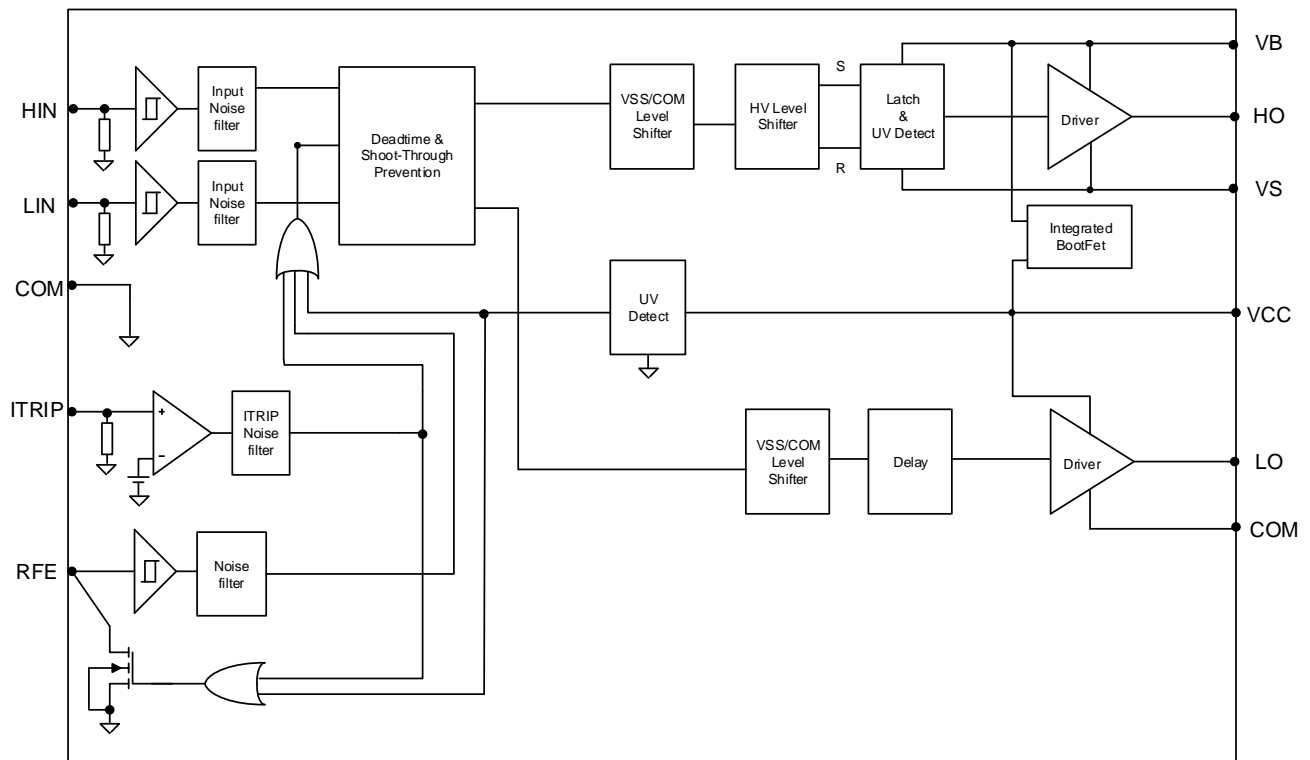 VB
HIN
Input
Noise
filter
Deadtime &
Shoot-Through
Prevention
VSS/COM
Level
Shifter
HV Level
Shifter
S
R
Latch
&
UV Detect
Driver
HO
LIN
Input
Noise
filter
VS
Integrated
BootFet
COM
UV
Detect
VCC
ITRIP
+
–
ITRIP
Noise
filter
VSS/COM
Level
Shifter
Delay
Driver
LO
COM
RFE
Noise
filter